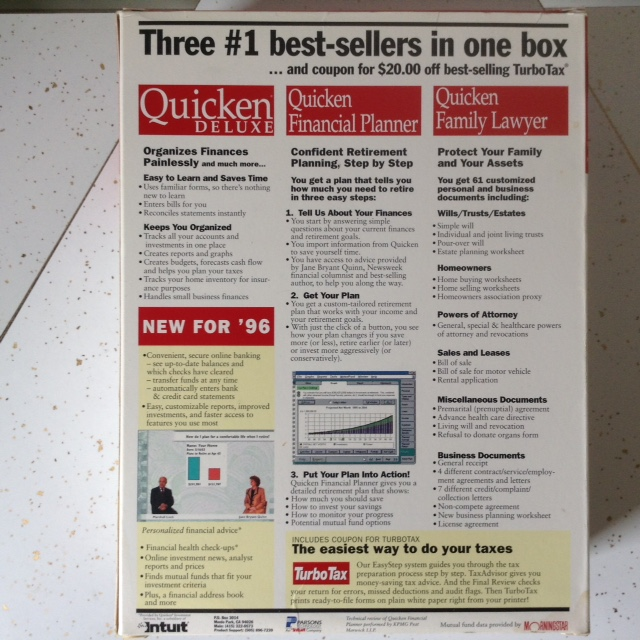 Three #1 best-sellers in one box
... and coupon for $20.00 off best-selling TurboTax®
Quicken
DELUXE
Organizes Finances
Painlessly and much more...
Easy to Learn and Saves Time
• Uses familiar forms, so there's nothing
new to learn
• Enters bills for you
• Reconciles statements instantly
Keeps You Organized
• Tracks all your accounts and
investments in one place
• Creates reports and graphs
• Creates budgets, forecasts cash flow
and helps you plan your taxes
• Tracks your home inventory for insur-
ance purposes
• Handles small business finances
NEW FOR '96
• Convenient, secure online banking
– see up-to-date balances and
which checks have cleared
– transfer funds at any time
– automatically enters bank
& credit card statements
• Easy, customizable reports, improved
investments, and faster access to
features you use most
Personalized financial advice*
• Financial health check-ups*
• Online investment news, analyst
reports and prices
• Finds mutual funds that fit your
investment criteria
• Plus, a financial address book
and more
Quicken
Financial Planner
Confident Retirement
Planning, Step by Step
You get a plan that tells you
how much you need to retire
in three easy steps:
1. Tell Us About Your Finances
• You start by answering simple
questions about your current finances
and retirement goals.
• You import information from Quicken
to save yourself time.
• You have access to advice provided
by Jane Bryant Quinn, Newsweek
financial columnist and best-selling
author, to help you along the way.
2. Get Your Plan
• You get a custom-tailored retirement
plan that works with your income and
your retirement goals.
• With just the click of a button, you see
how your plan changes if you save
more (or less), retire earlier (or later)
or invest more aggressively (or
conservatively).
3. Put Your Plan Into Action!
Quicken Financial Planner gives you a
detailed retirement plan that shows:
• How much you should save
• How to invest your savings
• How to monitor your progress
• Potential mutual fund options
Quicken
Family Lawyer
Protect Your Family
and Your Assets
You get 61 customized
personal and business
documents including:
Wills/Trusts/Estates
• Simple will
• Individual and joint living trusts
• Pour-over will
• Estate planning worksheet
Homeowners
• Home buying worksheets
• Home selling worksheets
• Homeowners association proxy
Powers of Attorney
• General, special & healthcare powers
of attorney and revocations
Sales and Leases
• Bill of sale
• Bill of sale for motor vehicle
• Rental application
Miscellaneous Documents
• Premarital (prenuptial) agreement
• Advance health care directive
• Living will and revocation
• Refusal to donate organs form
Business Documents
• General receipt
• 4 different contract/service/employ-
ment agreements and letters
• 7 different credit/complaint/
collection letters
• Non-compete agreement
• New business planning worksheet
• License agreement
INCLUDES COUPON FOR TURBOTAX
The easiest way to do your taxes
TurboTax
Our EasyStep system guides you through the tax
preparation process step by step. TaxAdvisor gives you
money-saving tax advice. And the Final Review checks
your return for errors, missed deductions and audit flags. Then TurboTax
prints ready-to-file forms on plain white paper right from your printer!
Intuit
PARSONS
Technical review of Quicken Financial
Planner performed by KPMG Peat
Marwick LLP.
Mutual fund data provided by MORNINGSTAR